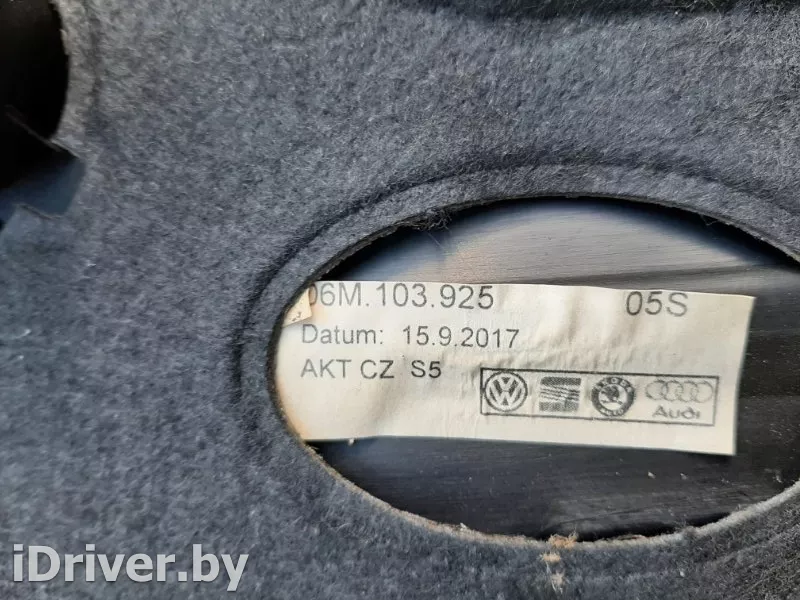 06M.103.925 05S
Datum: 15.9.2017
AKT CZ S5
Audi
iDriver.by